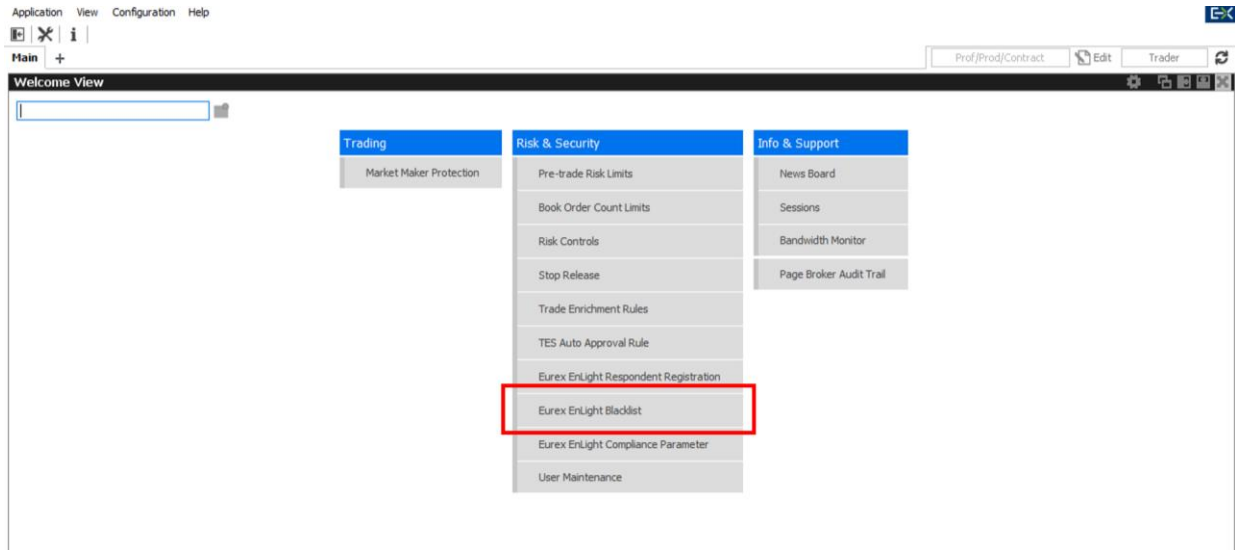 Application View Configuration Help
EX
i
Main +
Prof/Prod/Contract Edit Trader
Welcome View
Trading
Market Maker Protection
Risk & Security
Pre-trade Risk Limits
Book Order Count Limits
Risk Controls
Stop Release
Trade Enrichment Rules
TES Auto Approval Rule
Eurex EnLight Respondent Registration
Eurex EnLight Blacklist
Eurex EnLight Compliance Parameter
User Maintenance
Info & Support
News Board
Sessions
Bandwidth Monitor
Page Broker Audit Trail